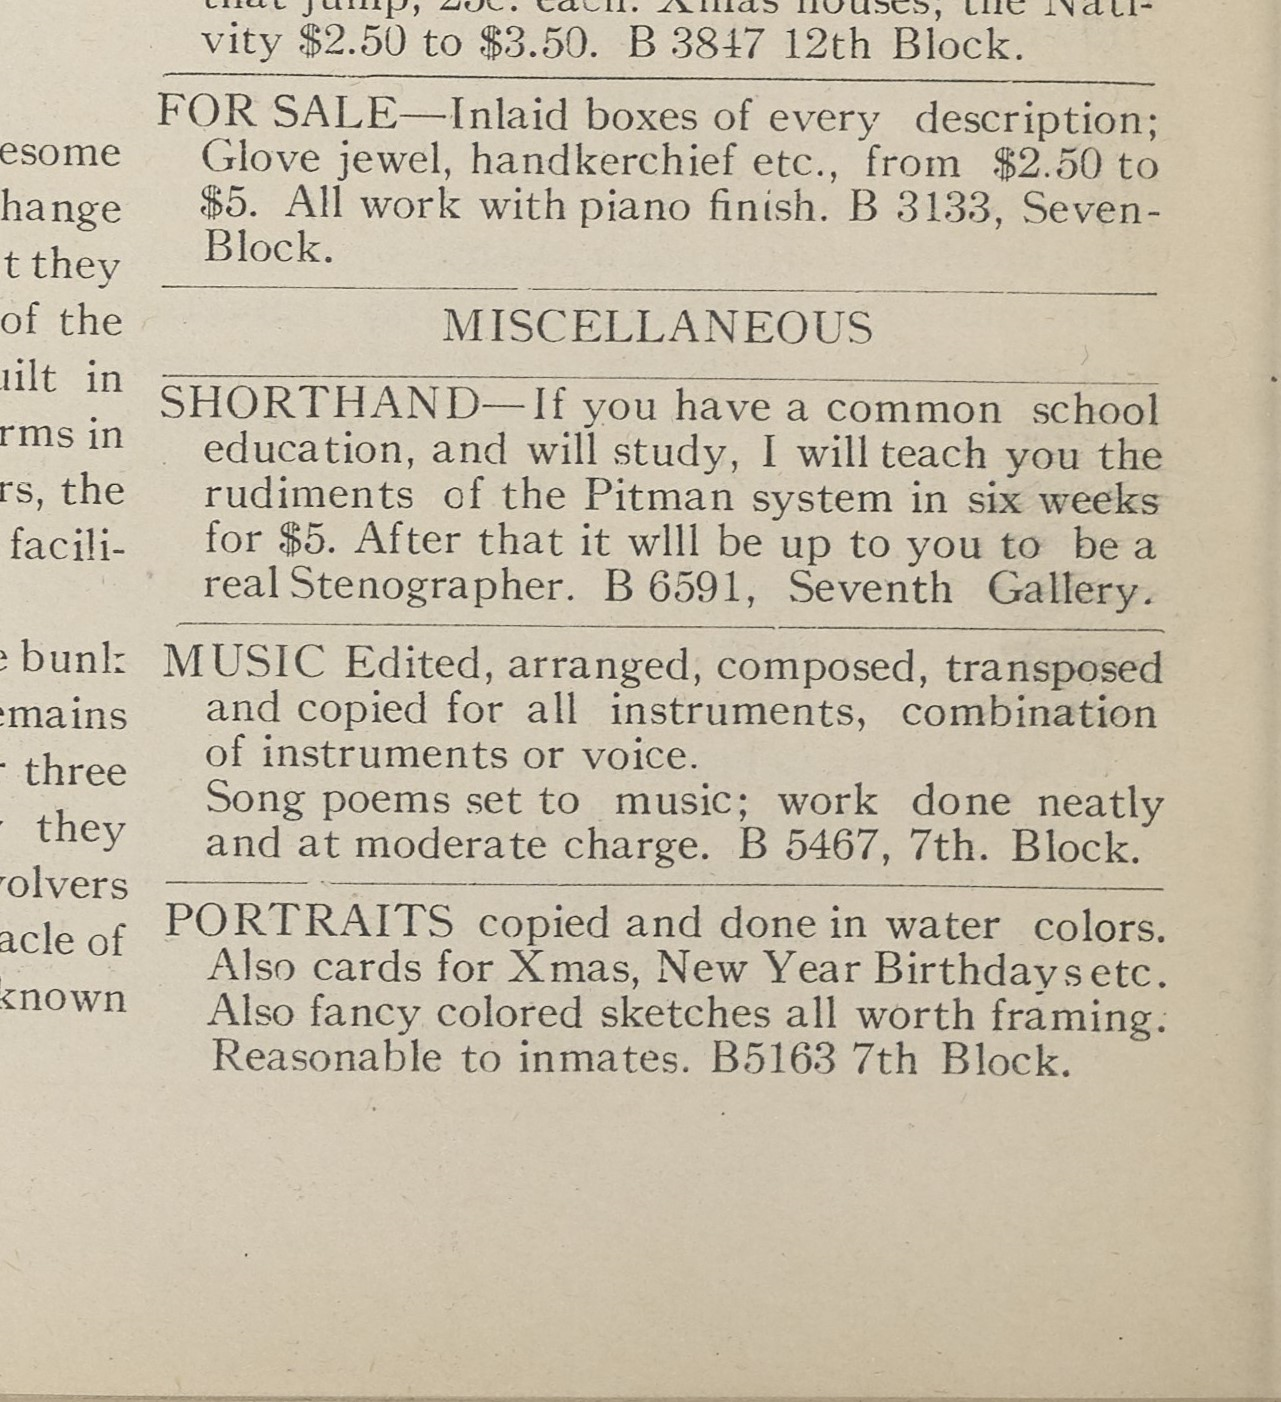 esome
hange
t they
of the
uilt in
rms in
rs, the
facili-
bunk
emains
three
they
volvers
acle of
known
that jump, 25c. each. Xmas houses, the Nati-
vity $2.50 to $3.50. B 3847 12th Block.
FOR SALE—Inlaid boxes of every description;
Glove jewel, handkerchief etc., from $2.50 to
$5. All work with piano finish. B 3133, Seven-
Block.
MISCELLANEOUS
SHORTHAND—If you have a common school
education, and will study, I will teach you the
rudiments of the Pitman system in six weeks
for $5. After that it wlll be up to you to be a
real Stenographer. B 6591, Seventh Gallery.
MUSIC Edited, arranged, composed, transposed
and copied for all instruments, combination
of instruments or voice.
Song poems set to music; work done neatly
and at moderate charge. B 5467, 7th. Block.
PORTRAITS copied and done in water colors.
Also cards for Xmas, New Year Birthdays etc.
Also fancy colored sketches all worth framing.
Reasonable to inmates. B5163 7th Block.